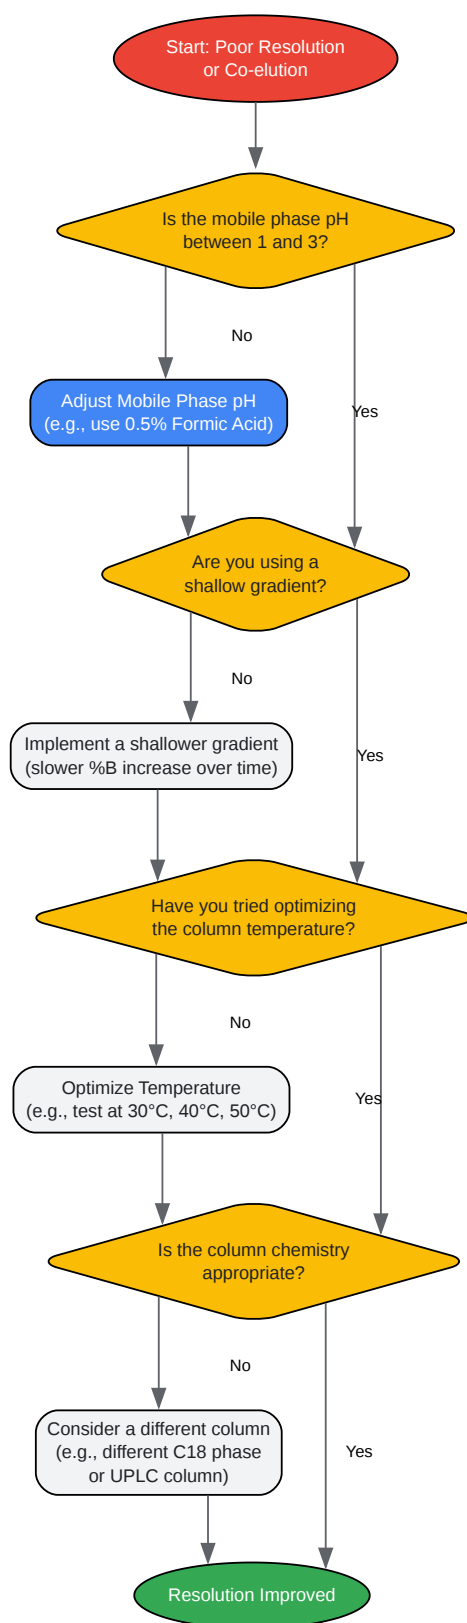 Start: Poor Resolution
or Co-elution
Is the mobile phase pH
between 1 and 3?
No
Adjust Mobile Phase pH
(e.g., use 0.5% Formic Acid)
Yes
Are you using a
shallow gradient?
No
Implement a shallower gradient
(slower %B increase over time)
Yes
Have you tried optimizing
the column temperature?
No
Optimize Temperature
(e.g., test at 30°C, 40°C, 50°C)
Yes
Is the column chemistry
appropriate?
No
Consider a different column
(e.g., different C18 phase
or UPLC column)
Yes
Resolution Improved